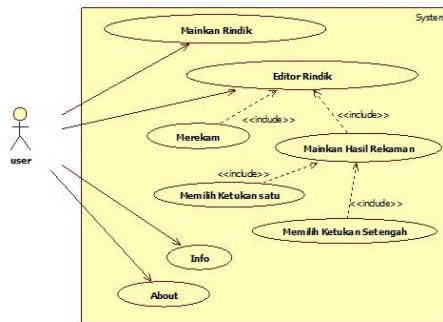 System
Mainkan Rindik
Editor Rindik
<<include>>
<<include>>
Merekam
user
Mainkan Hasil Rekaman
<<include>>
Memilih Ketukan satu
<<include>>
Memilih Ketukan Setengah
Info
About